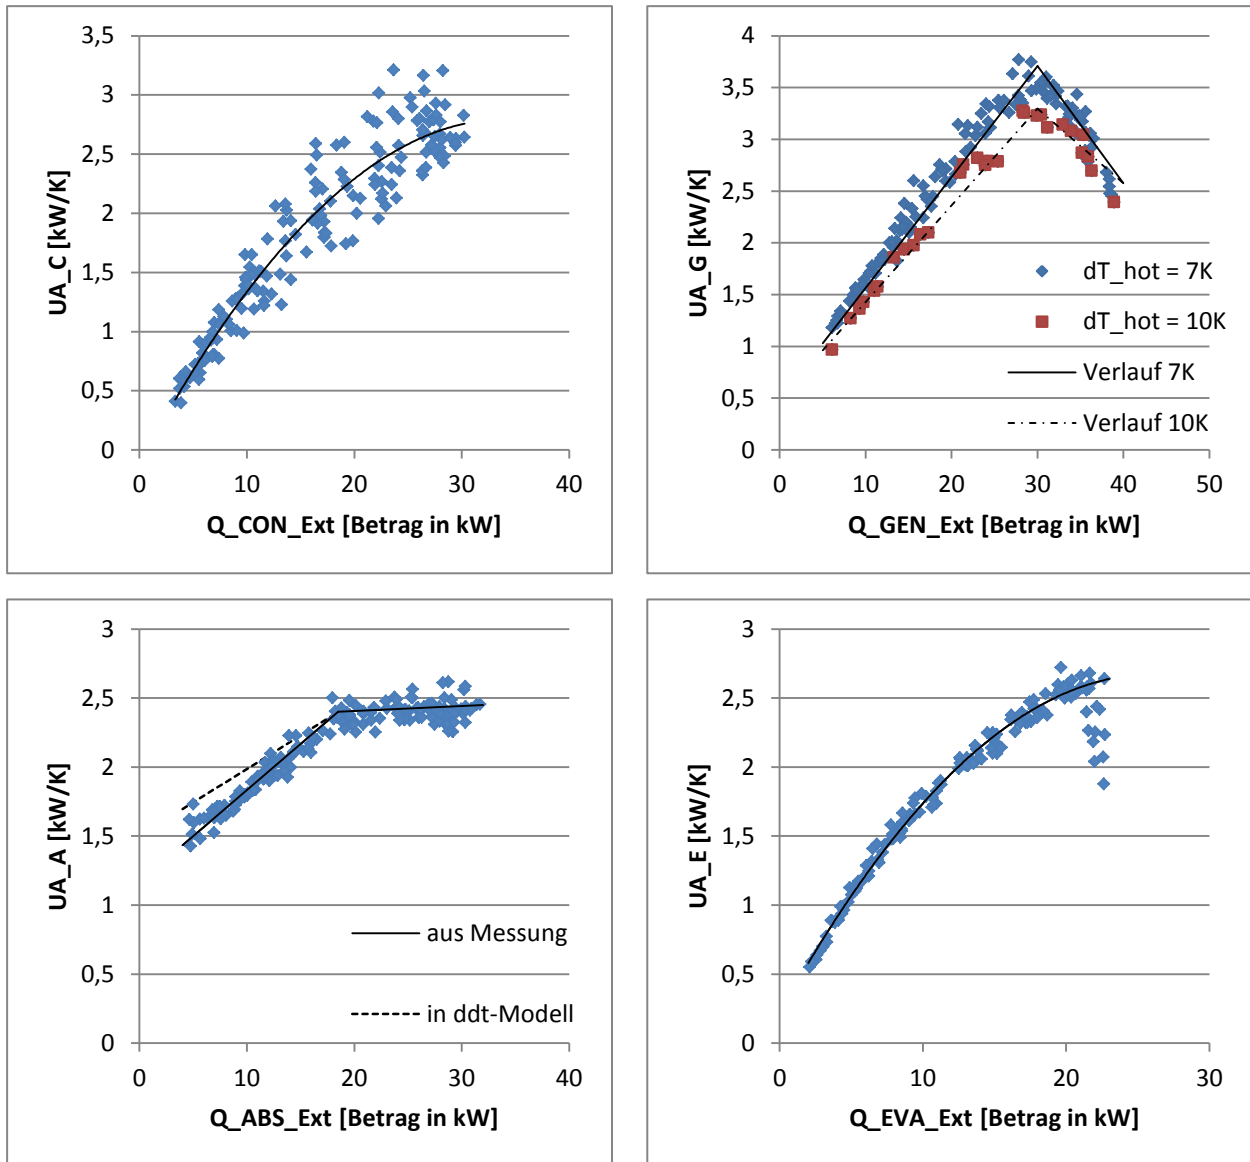 3,5
3
2,5
2
1,5
1
0,5
0
UA_C [kW/K]
0 10 20 30 40
Q_CON_Ext [Betrag in kW]
4
3,5
3
2,5
2
1,5
1
0,5
0
UA_G [kW/K]
dT_hot = 7K
dT_hot = 10K
Verlauf 7K
Verlauf 10K
0 10 20 30 40 50
Q_GEN_Ext [Betrag in kW]
3
2,5
2
1,5
1
0,5
0
UA_A [kW/K]
aus Messung
in ddt-Modell
0 10 20 30 40
Q_ABS_Ext [Betrag in kW]
3
2,5
2
1,5
1
0,5
0
UA_E [kW/K]
0 10 20 30
Q_EVA_Ext [Betrag in kW]